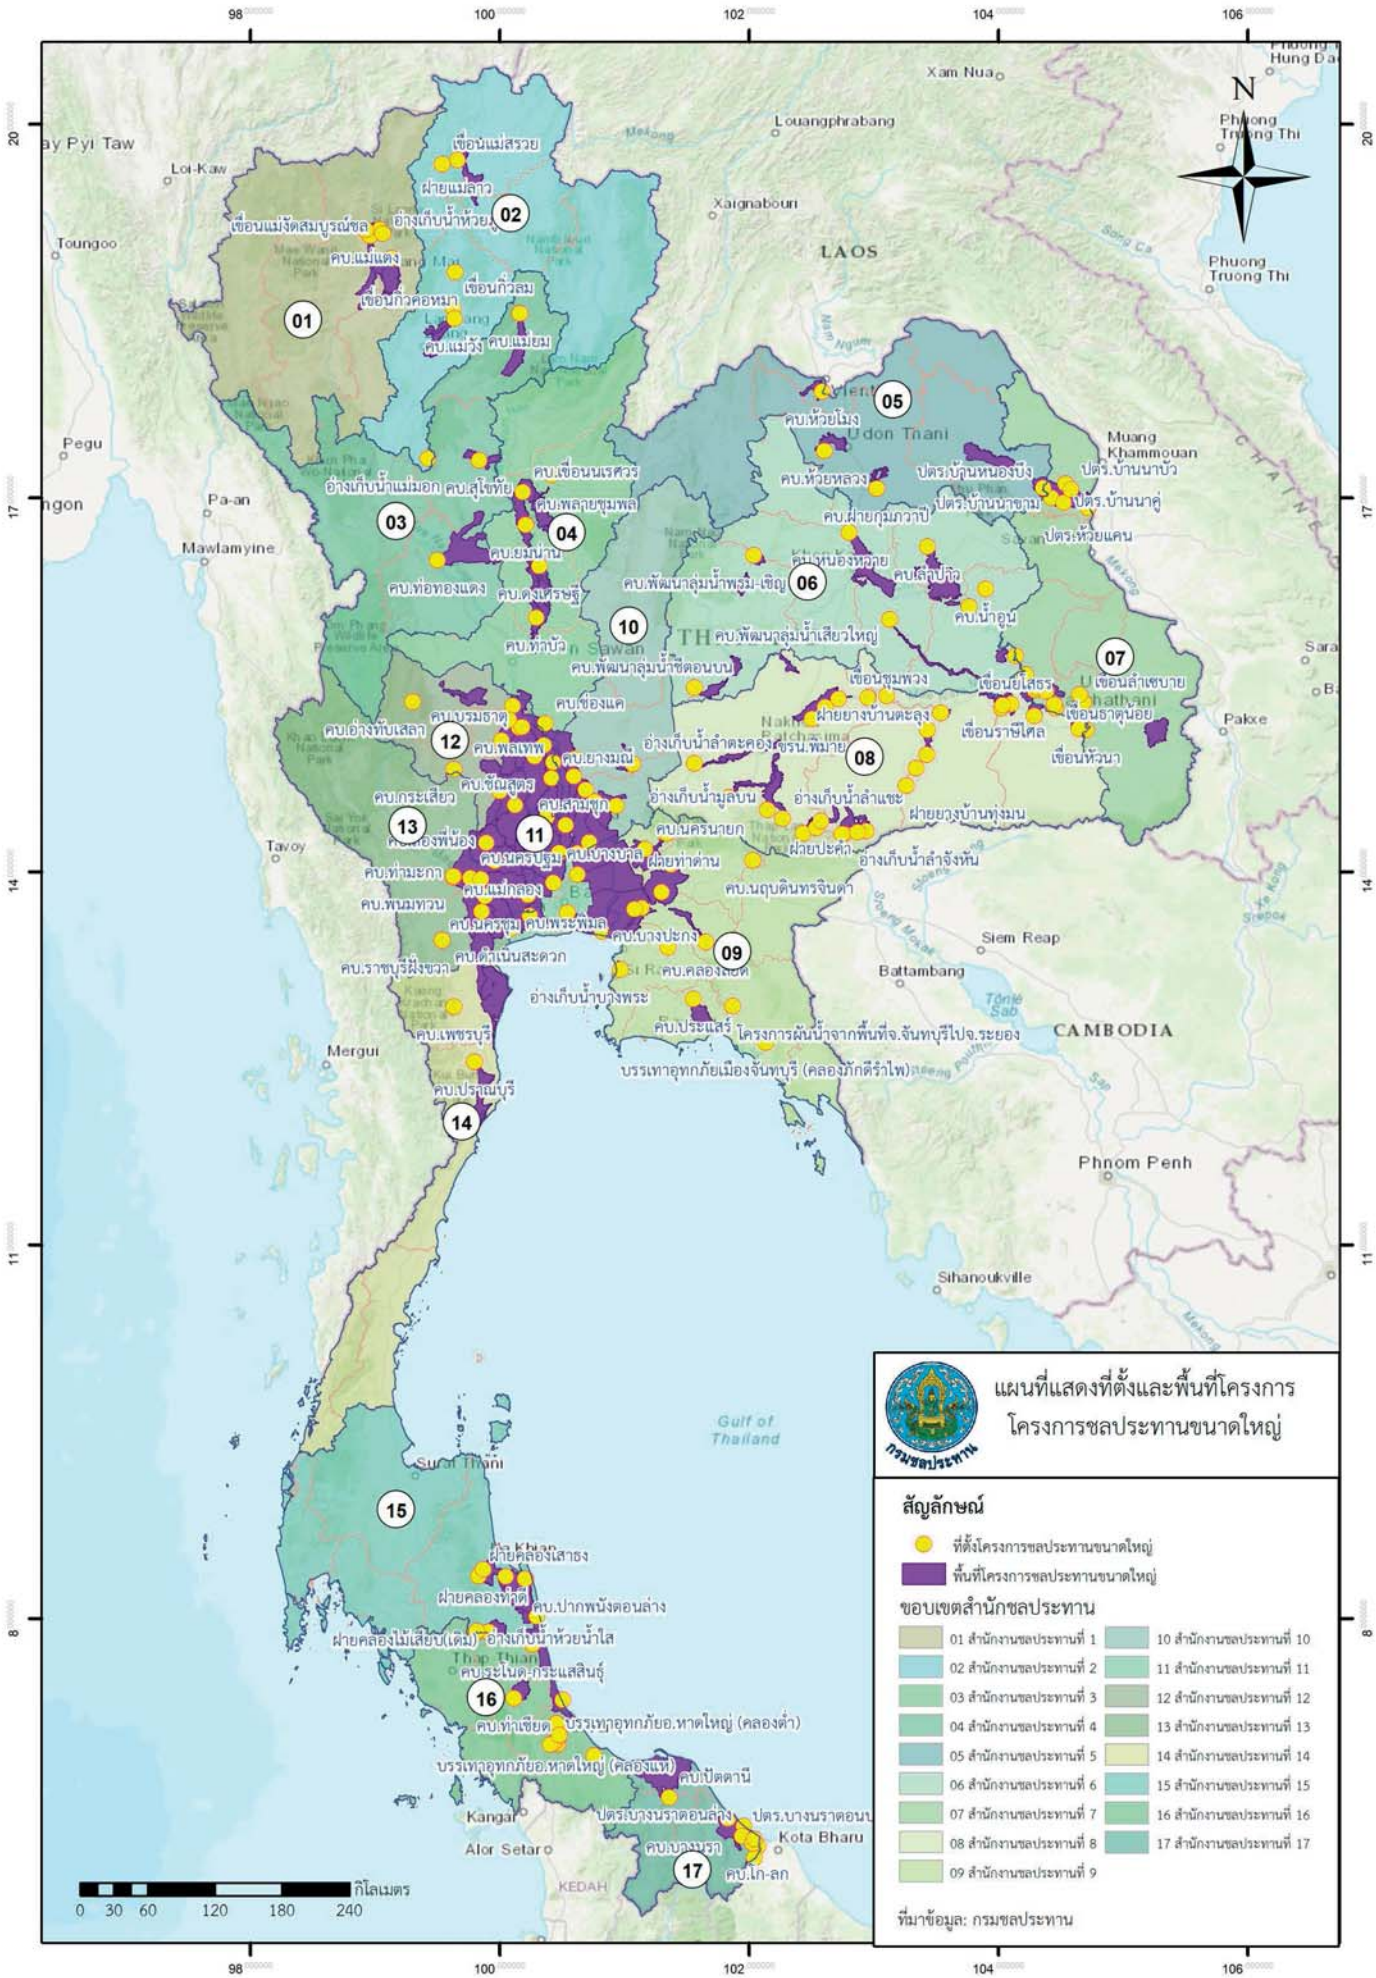 98
100
102
104
106
20
17
14
11
8
N
Xam Nua
Louangphrabang
Mekong
Loi-Kaw
Toungoo
Xaignabouri
LAOS
Phuong
Truong Thi
Pegu
Pa-an
Mawlamyine
Tavoy
Mergui
Muang
Khammouan
Udon Thani
Pakxe
Siem Reap
Battambang
Tônlé
Sab
CAMBODIA
Phnom Penh
Sihanoukville
Mekong
Gulf of
Thailand
Surat Thani
Kangar
Alor Setar
KEDAH
Kota Bharu
เขื่อนแม่สรวย
ฝายแม่ลาว
02
เขื่อนแม่งัดสมบูรณ์ชล
คบ.แม่แตง
เขื่อนกิ่วลม
เขื่อนกิ่วคอหมา
01
คบ.แม่วัง
คบ.แม่ยม
05
คบ.ห้วยโมง
คบ.ห้วยหลวง
ปตร.บ้านหนองบึง
ปตร.บ้านนาบัว
ปตร.บ้านนาขาม
ปตร.บ้านนาคู่
ปตร.ห้วยแคน
คบ.เขื่อนนเรศวร
อ่างเก็บน้ำแม่มอก
คบ.สุโขทัย
คบ.พลายชุมพล
03
04
คบ.ยมน่าน
คบ.ท่อทองแดง
คบ.ดงเศรษฐี
คบ.ท่าบัว
คบ.ฝายกุมภวาปี
คบ.หนองหวาย
คบ.ลำปาว
คบ.พัฒนาลุ่มน้ำพรม-เชิญ
06
คบ.น้ำอูน
10
คบ.พัฒนาลุ่มน้ำเสียวใหญ่
คบ.พัฒนาลุ่มน้ำชีตอนบน
07
เขื่อนชุมพวง
เขื่อนยโสธร
เขื่อนลำเซบาย
คบ.ช่องแค
ฝายยางบ้านตะลุง
เขื่อนธาตุน้อย
คบ.อ่างทับเสลา
คบ.บรมธาตุ
เขื่อนราษีไศล
12
คบ.พลเทพ
คบ.ยางมณี
อ่างเก็บน้ำลำตะคอง
ขรน.พิมาย
08
เขื่อนหัวนา
คบ.กระเสียว
คบ.ชัณสูตร
คบ.สามชุก
อ่างเก็บน้ำมูลบน
อ่างเก็บน้ำลำแชะ
ฝายยางบ้านทุ่งมน
13
11
คบ.สองพี่น้อง
คบ.นครนายก
คบ.นครปฐม
คบ.บางบาล
ฝายท่าด่าน
ฝายปะคำ
อ่างเก็บน้ำลำจังหัน
คบ.ท่ามะกา
คบ.แม่กลอง
คบ.นฤบดินทรจินดา
คบ.พนมทวน
คบ.นครชุม
คบ.พระพิมล
คบ.บางปะกง
09
คบ.ราชบุรีฝั่งขวา
คบ.ดำเนินสะดวก
คบ.คลองสียัด
อ่างเก็บน้ำบางพระ
คบ.เพชรบุรี
คบ.ประแสร์
โครงการผันน้ำจากพื้นที่จ.จันทบุรีไปจ.ระยอง
บรรเทาอุทกภัยเมืองจันทบุรี (คลองภักดีรำไพ)
คบ.ปราณบุรี
14
15
ฝายคลองเสาธง
ฝายคลองท่าดี
คบ.ปากพนังตอนล่าง
ฝายคลองไม้เสียบ(เดิม)
อ่างเก็บน้ำห้วยน้ำใส
คบ.ระโนด-กระแสสินธุ์
16
คบ.ท่าเชียด
บรรเทาอุทกภัยอ.หาดใหญ่ (คลองต่ำ)
บรรเทาอุทกภัยอ.หาดใหญ่ (คลองแห)
คบ.ปัตตานี
ปตร.บางนราตอนล่าง
คบ.บางนรา
17
คบ.โก-ลก
แผนที่แสดงที่ตั้งและพื้นที่โครงการ
โครงการชลประทานขนาดใหญ่
กรมชลประทาน
สัญลักษณ์
ที่ตั้งโครงการชลประทานขนาดใหญ่
พื้นที่โครงการชลประทานขนาดใหญ่
ขอบเขตสำนักชลประทาน
01 สำนักงานชลประทานที่ 1
02 สำนักงานชลประทานที่ 2
03 สำนักงานชลประทานที่ 3
04 สำนักงานชลประทานที่ 4
05 สำนักงานชลประทานที่ 5
06 สำนักงานชลประทานที่ 6
07 สำนักงานชลประทานที่ 7
08 สำนักงานชลประทานที่ 8
09 สำนักงานชลประทานที่ 9
10 สำนักงานชลประทานที่ 10
11 สำนักงานชลประทานที่ 11
12 สำนักงานชลประทานที่ 12
13 สำนักงานชลประทานที่ 13
14 สำนักงานชลประทานที่ 14
15 สำนักงานชลประทานที่ 15
16 สำนักงานชลประทานที่ 16
17 สำนักงานชลประทานที่ 17
ที่มาข้อมูล: กรมชลประทาน
กิโลเมตร
0 30 60 120 180 240